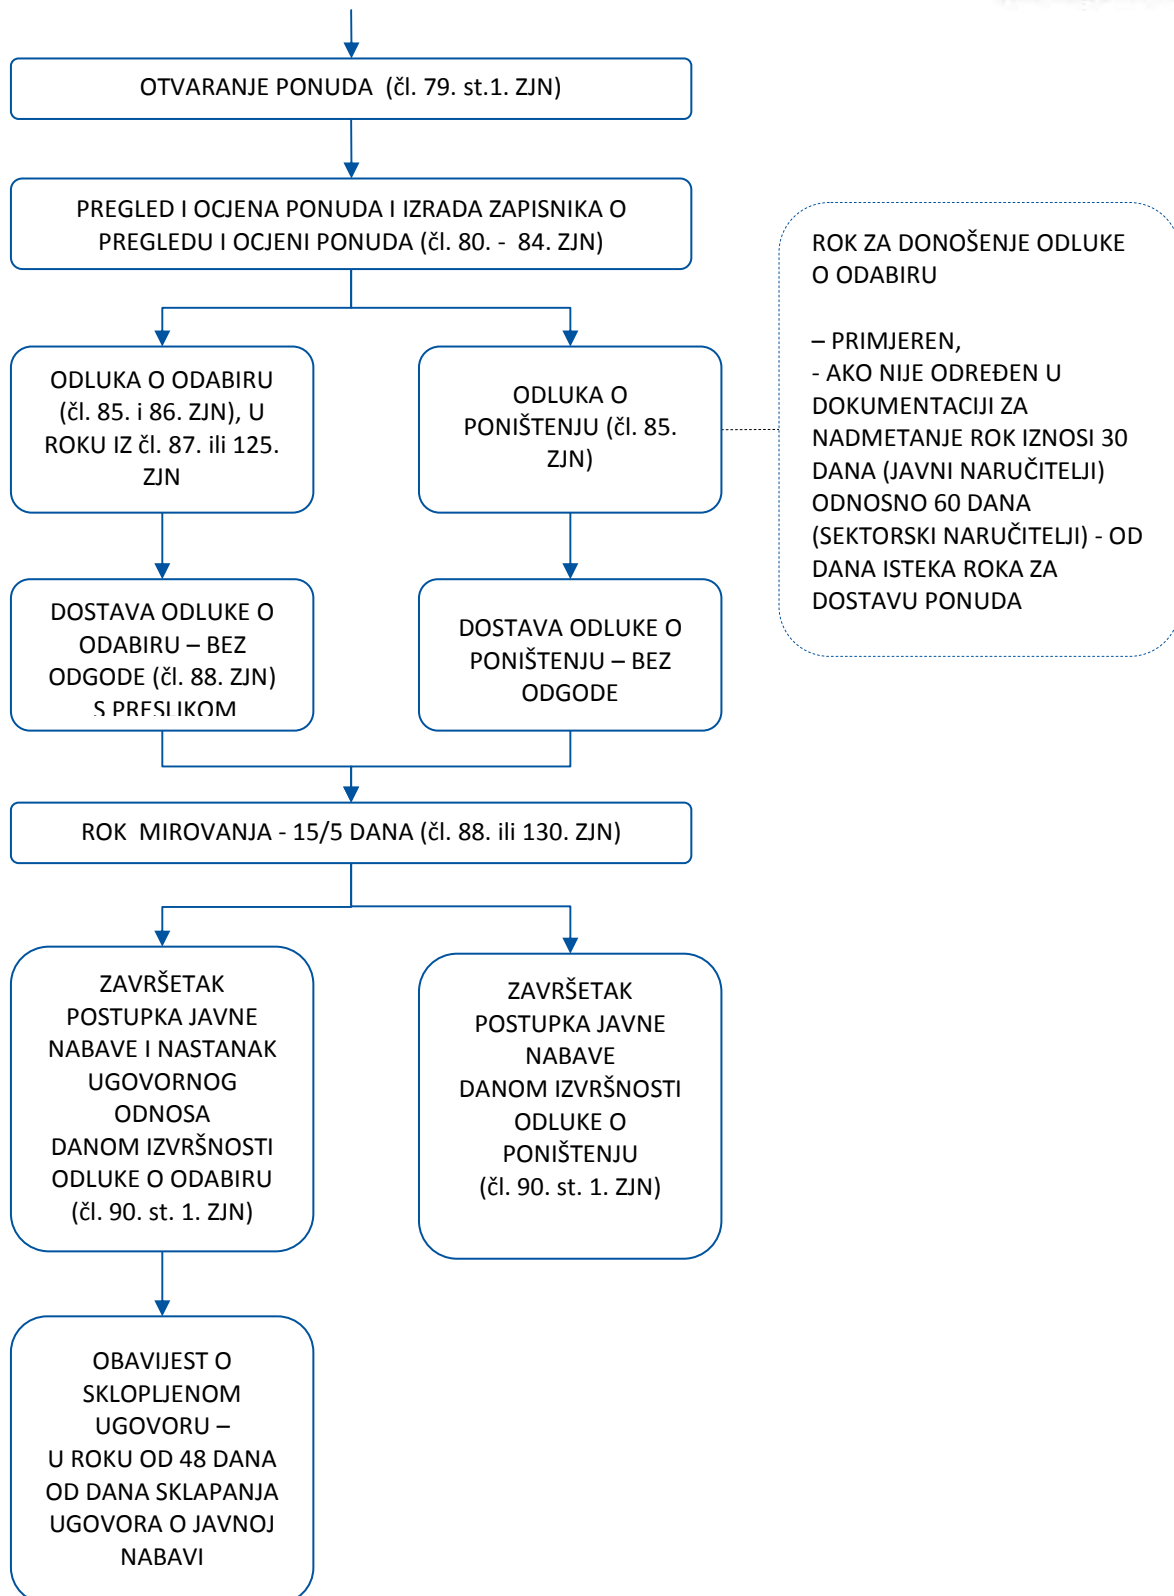 OTVARANJE PONUDA (čl. 79. st.1. ZJN)
PREGLED I OCJENA PONUDA I IZRADA ZAPISNIKA O
PREGLEDU I OCJENI PONUDA (čl. 80. - 84. ZJN)
ROK ZA DONOŠENJE ODLUKE
O ODABIRU
– PRIMJEREN,
- AKO NIJE ODREĐEN U
DOKUMENTACIJI ZA
NADMETANJE ROK IZNOSI 30
DANA (JAVNI NARUČITELJI)
ODNOSNO 60 DANA
(SEKTORSKI NARUČITELJI) - OD
DANA ISTEKA ROKA ZA
DOSTAVU PONUDA
ODLUKA O ODABIRU
(čl. 85. i 86. ZJN), U
ROKU IZ čl. 87. ili 125.
ZJN
ODLUKA O
PONIŠTENJU (čl. 85.
ZJN)
DOSTAVA ODLUKE O
ODABIRU – BEZ
ODGODE (čl. 88. ZJN)
S PRESLIKOM
DOSTAVA ODLUKE O
PONIŠTENJU – BEZ
ODGODE
ROK MIROVANJA - 15/5 DANA (čl. 88. ili 130. ZJN)
ZAVRŠETAK
POSTUPKA JAVNE
NABAVE I NASTANAK
UGOVORNOG
ODNOSA
DANOM IZVRŠNOSTI
ODLUKE O ODABIRU
(čl. 90. st. 1. ZJN)
ZAVRŠETAK
POSTUPKA JAVNE
NABAVE
DANOM IZVRŠNOSTI
ODLUKE O
PONIŠTENJU
(čl. 90. st. 1. ZJN)
OBAVIJEST O
SKLOPLJENOM
UGOVORU –
U ROKU OD 48 DANA
OD DANA SKLAPANJA
UGOVORA O JAVNOJ
NABAVI